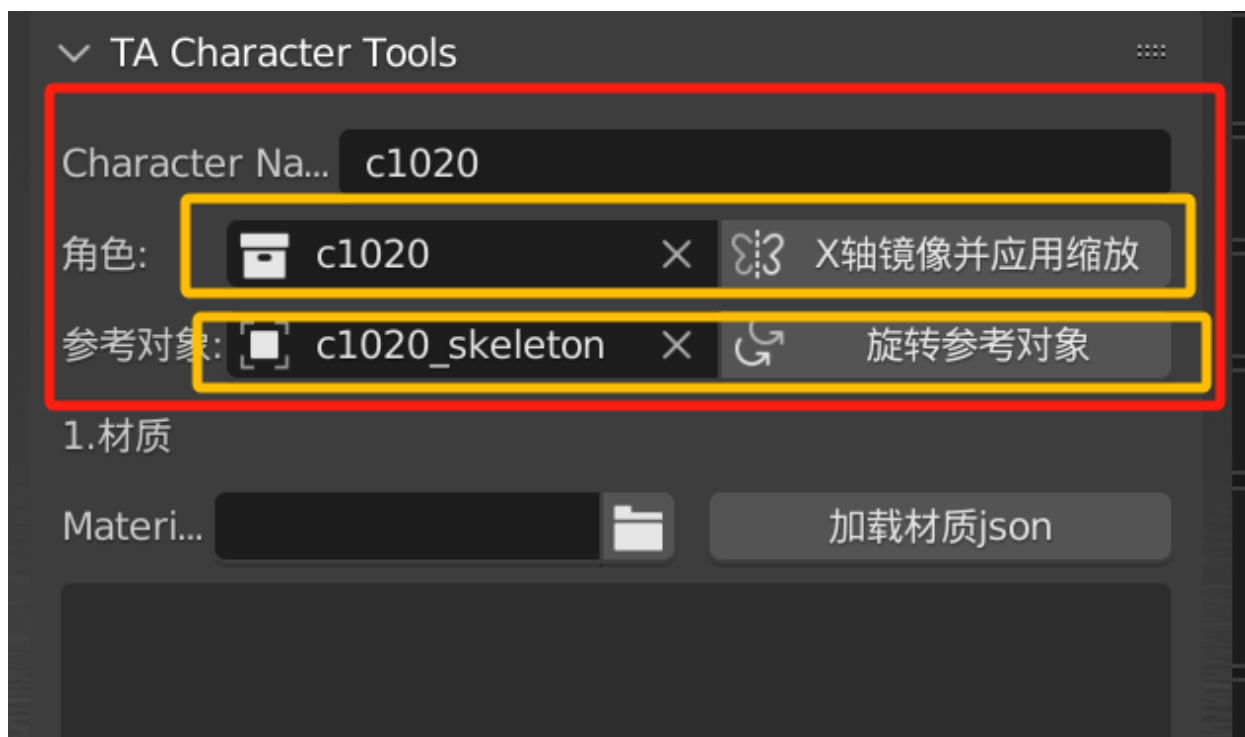 TA Character Tools
Character Na... c1020
角色: c1020 X轴镜像并应用缩放
参考对象: c1020_skeleton 旋转参考对象
1.材质
Materi... 加载材质json